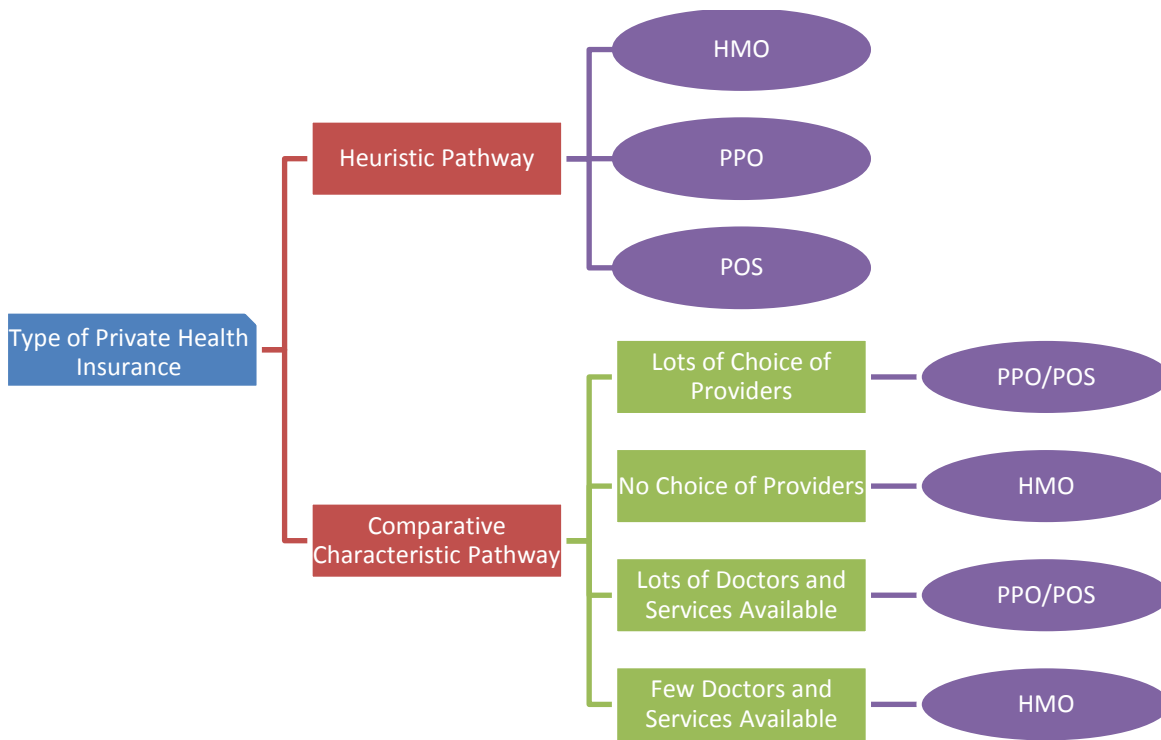 Type of Private Health
Insurance
Heuristic Pathway
HMO
PPO
POS
Comparative
Characteristic Pathway
Lots of Choice of
Providers
PPO/POS
No Choice of Providers
HMO
Lots of Doctors and
Services Available
PPO/POS
Few Doctors and
Services Available
HMO